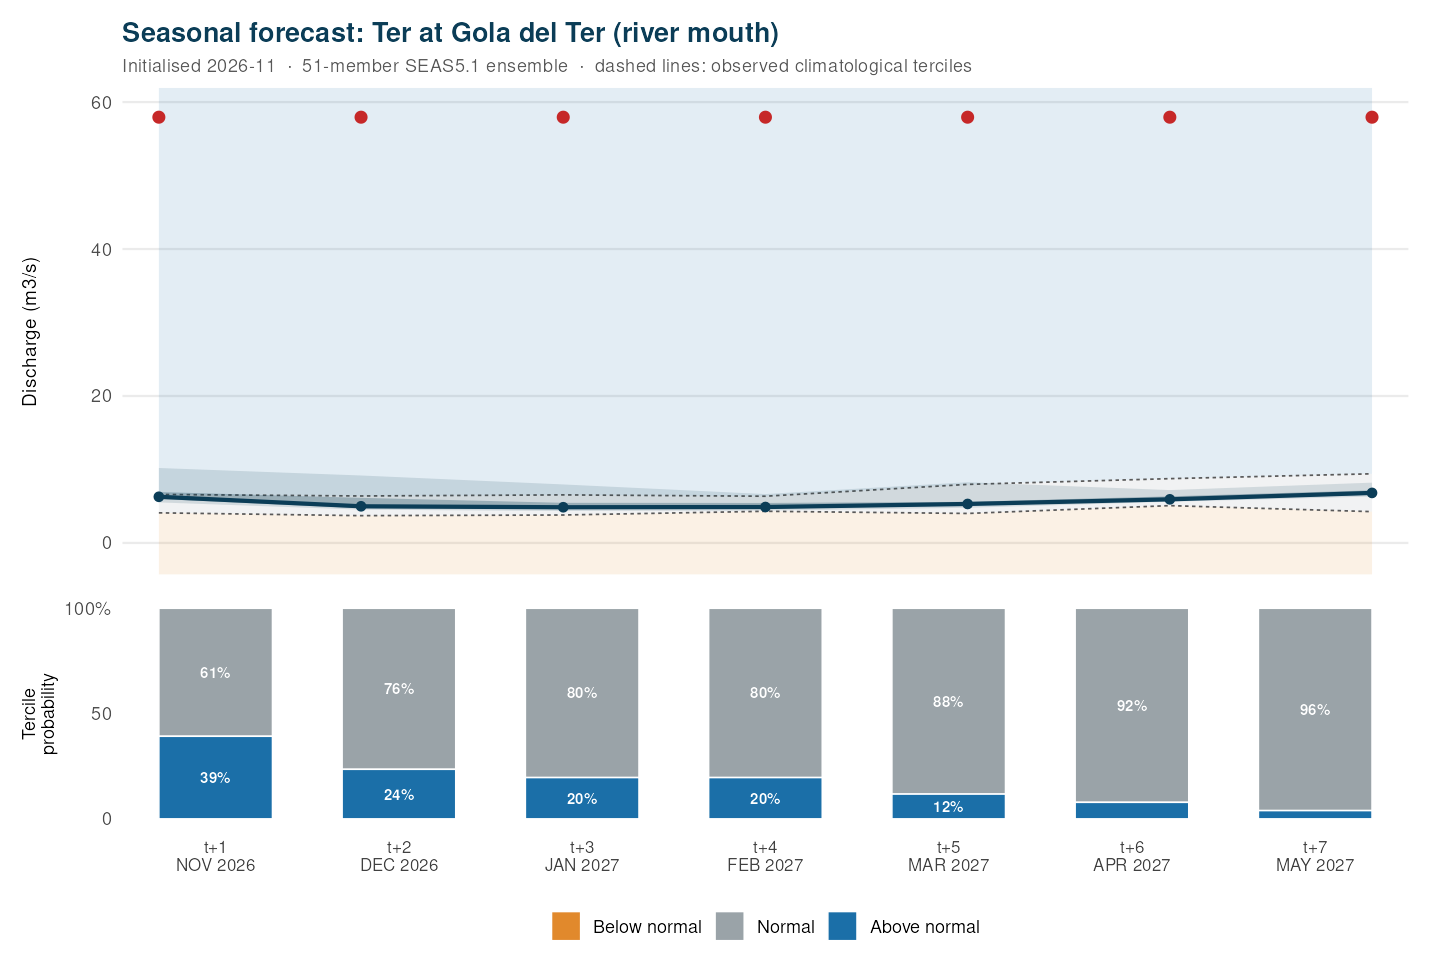 Seasonal forecast: Ter at Gola del Ter (river mouth)
Initialised 2026-11 · 51-member SEAS5.1 ensemble · dashed lines: observed climatological terciles
60
40
20
0
Discharge (m3/s)
100%
50
0
Tercile
probability
61% 76% 80% 80% 88% 92% 96%
39% 24% 20% 20% 12%
t+1 t+2 t+3 t+4 t+5 t+6 t+7
NOV 2026 DEC 2026 JAN 2027 FEB 2027 MAR 2027 APR 2027 MAY 2027
Below normal Normal Above normal